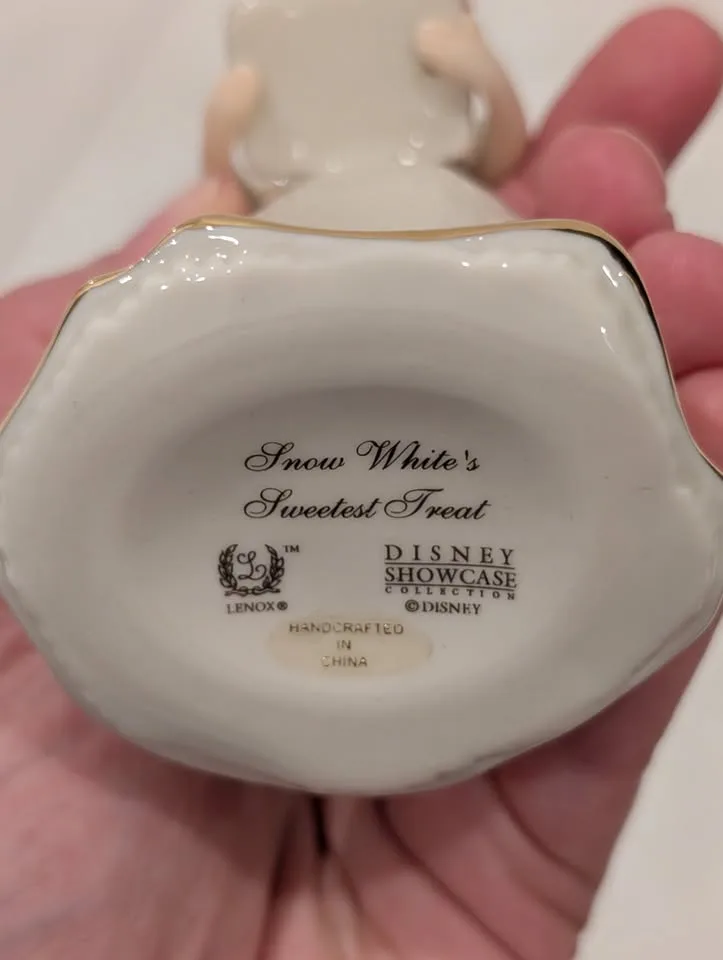 Snow White's
Sweetest Treat
L ™
LENOX®
DISNEY
SHOWCASE
COLLECTION
© DISNEY
HANDCRAFTED
IN
CHINA